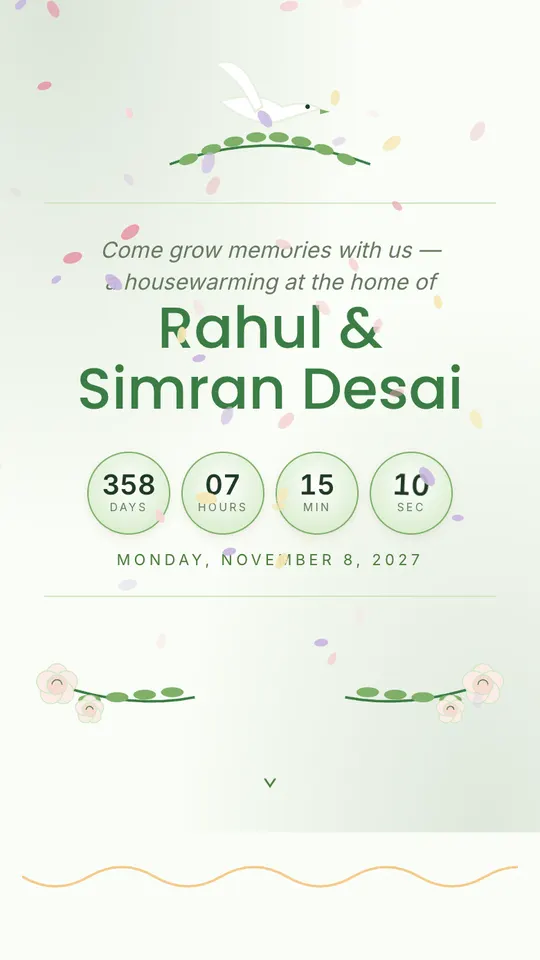 Come grow memories with us —
a housewarming at the home of
Rahul &
Simran Desai
358 07 15 10
DAYS HOURS MIN SEC
MONDAY, NOVEMBER 8, 2027